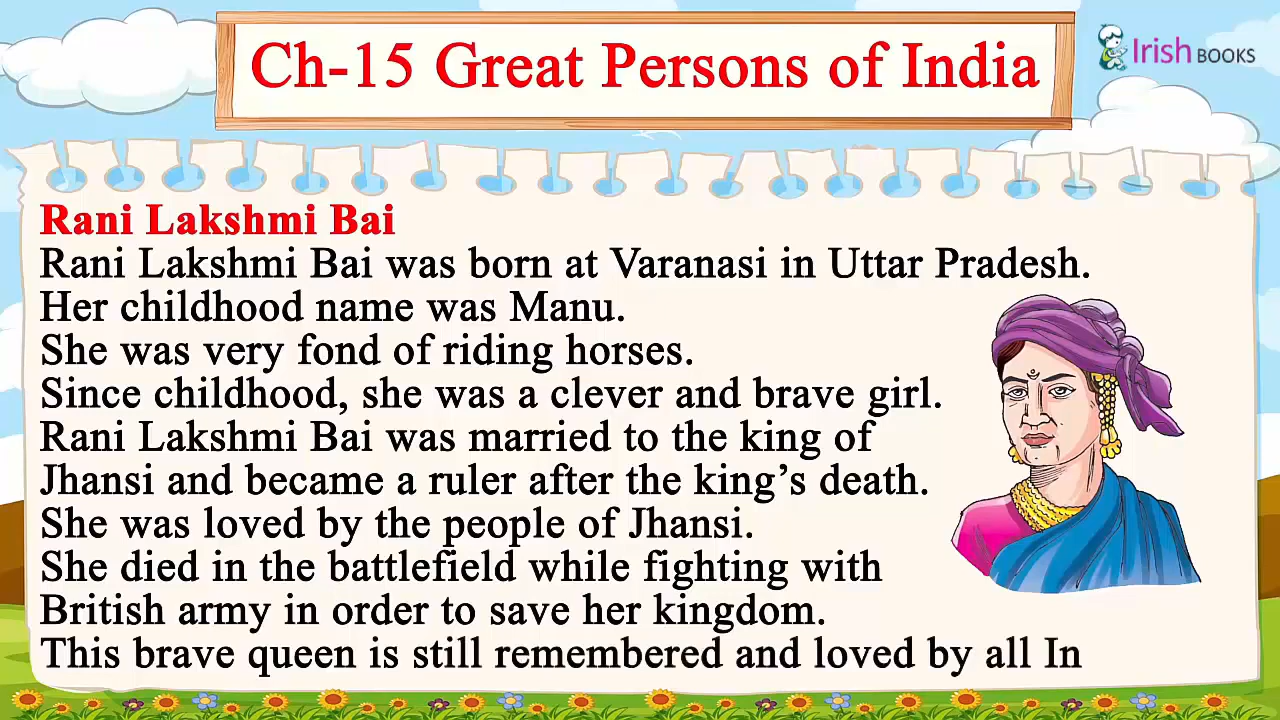 Ch-15 Great Persons of India
Irish BOOKS
Rani Lakshmi Bai
Rani Lakshmi Bai was born at Varanasi in Uttar Pradesh.
Her childhood name was Manu.
She was very fond of riding horses.
Since childhood, she was a clever and brave girl.
Rani Lakshmi Bai was married to the king of
Jhansi and became a ruler after the king’s death.
She was loved by the people of Jhansi.
She died in the battlefield while fighting with
British army in order to save her kingdom.
This brave queen is still remembered and loved by all In